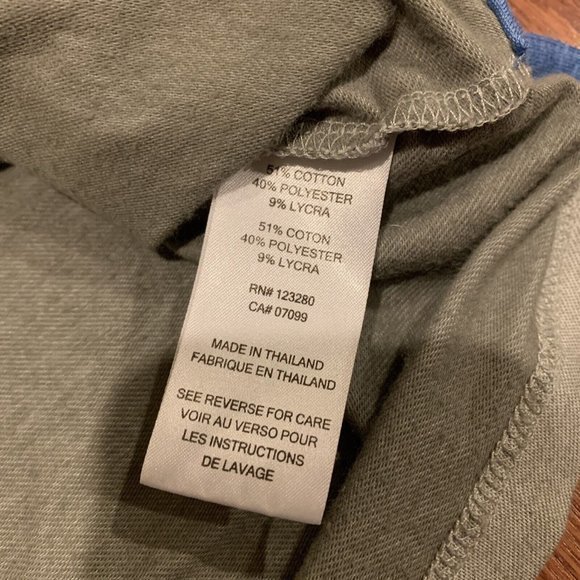 51% COTTON
40% POLYESTER
9% LYCRA
51% COTON
40% POLYESTER
9% LYCRA
RN# 123280
CA# 07099
MADE IN THAILAND
FABRIQUE EN THAILAND
SEE REVERSE FOR CARE
VOIR AU VERSO POUR
LES INSTRUCTIONS
DE LAVAGE